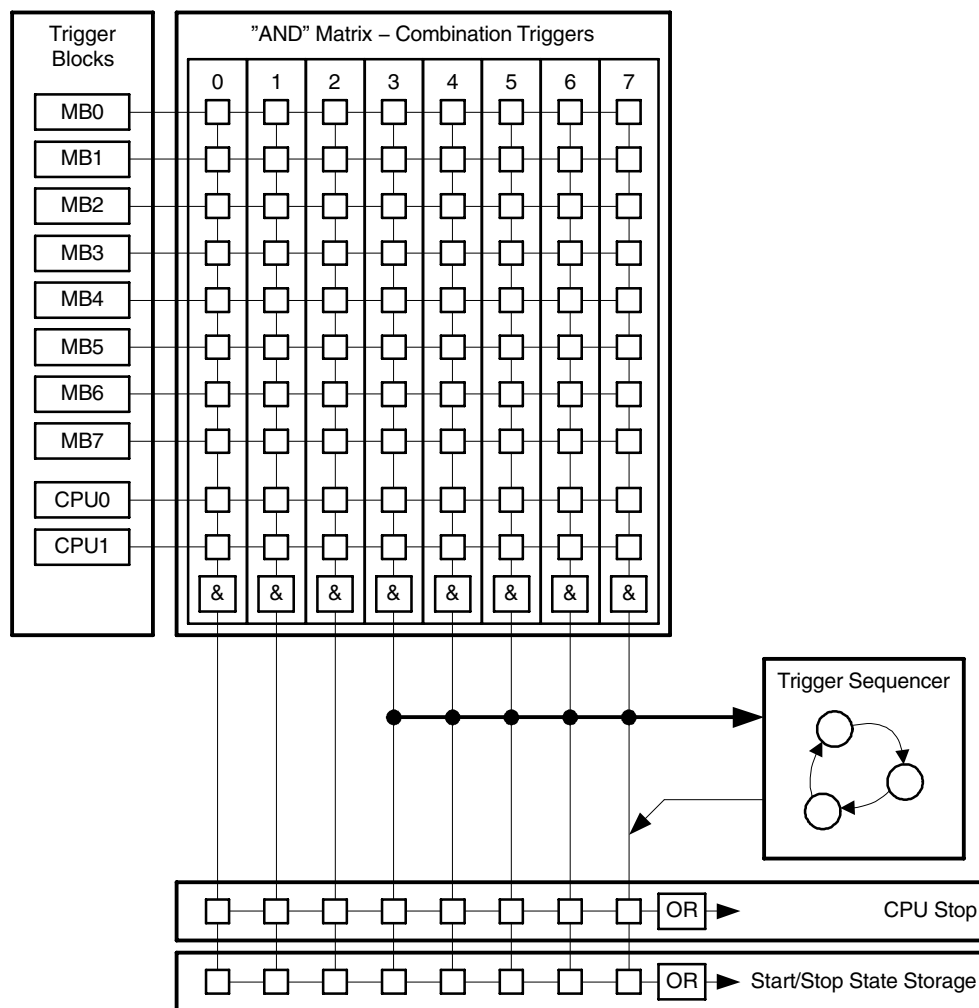 Trigger
Blocks
”AND” Matrix – Combination Triggers
0 1 2 3 4 5 6 7
MB0
MB1
MB2
MB3
MB4
MB5
MB6
MB7
CPU0
CPU1
& & & & & & & &
Trigger Sequencer
OR CPU Stop
OR Start/Stop State Storage